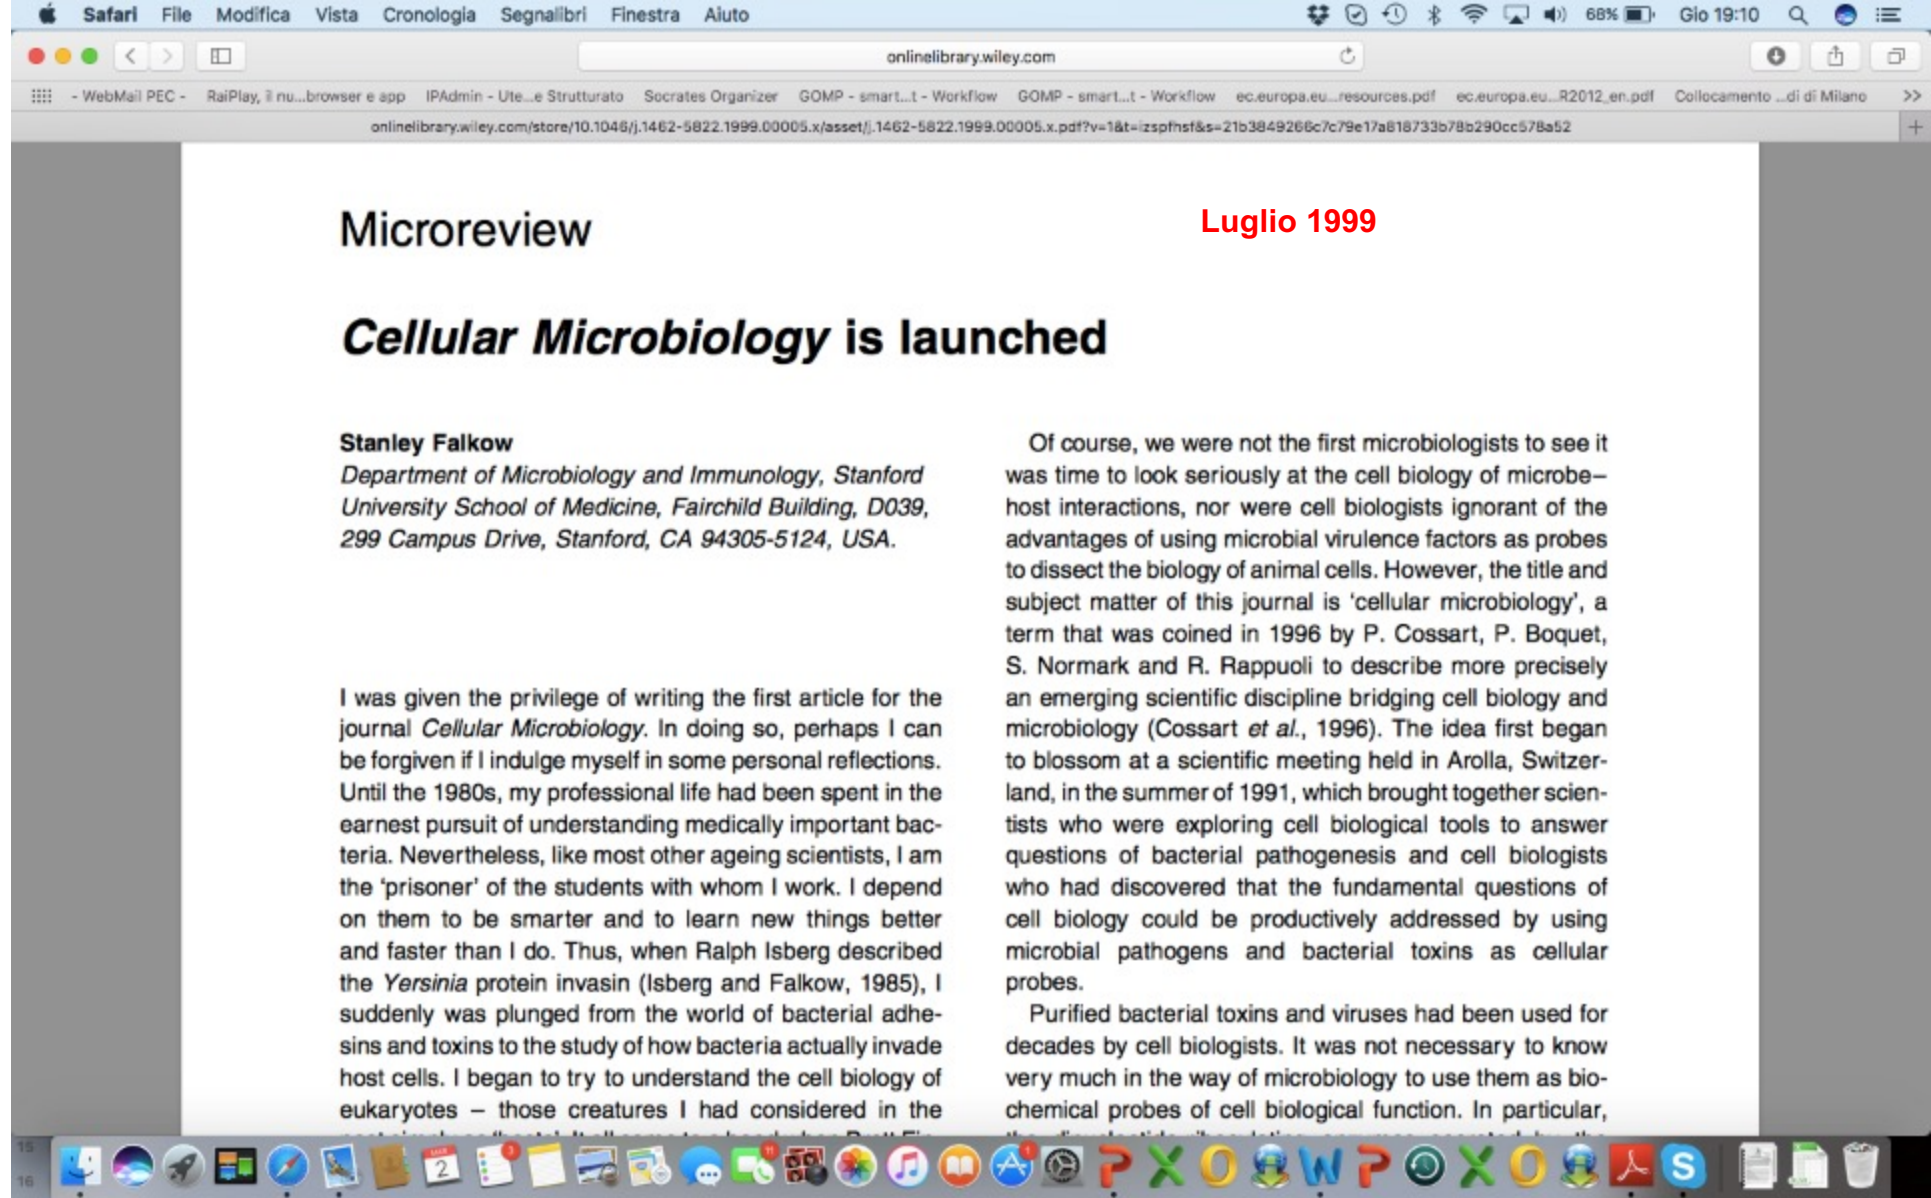 Safari File Modifica Vista Cronologia Segnalibri Finestra Aiuto 68% Gio 19:10
onlinelibrary.wiley.com
- WebMail PEC - RaiPlay, il nu...browser e app IPAdmin - Ute...e Strutturato Socrates Organizer GOMP - smart...t - Workflow GOMP - smart...t - Workflow ec.europa.eu...resources.pdf ec.europa.eu...R2012_en.pdf Collocamento ...di di Milano >>
onlinelibrary.wiley.com/store/10.1046/j.1462-5822.1999.00005.x/asset/j.1462-5822.1999.00005.x.pdf?v=1&t=izspfhsf&s=21b3849266c7c79e17a818733b78b290cc578a52
Microreview
Luglio 1999
Cellular Microbiology is launched
Stanley Falkow
Department of Microbiology and Immunology, Stanford
University School of Medicine, Fairchild Building, D039,
299 Campus Drive, Stanford, CA 94305-5124, USA.
I was given the privilege of writing the first article for the
journal Cellular Microbiology. In doing so, perhaps I can
be forgiven if I indulge myself in some personal reflections.
Until the 1980s, my professional life had been spent in the
earnest pursuit of understanding medically important bac-
teria. Nevertheless, like most other ageing scientists, I am
the ‘prisoner’ of the students with whom I work. I depend
on them to be smarter and to learn new things better
and faster than I do. Thus, when Ralph Isberg described
the Yersinia protein invasin (Isberg and Falkow, 1985), I
suddenly was plunged from the world of bacterial adhe-
sins and toxins to the study of how bacteria actually invade
host cells. I began to try to understand the cell biology of
eukaryotes – those creatures I had considered in the
Of course, we were not the first microbiologists to see it
was time to look seriously at the cell biology of microbe–
host interactions, nor were cell biologists ignorant of the
advantages of using microbial virulence factors as probes
to dissect the biology of animal cells. However, the title and
subject matter of this journal is ‘cellular microbiology’, a
term that was coined in 1996 by P. Cossart, P. Boquet,
S. Normark and R. Rappuoli to describe more precisely
an emerging scientific discipline bridging cell biology and
microbiology (Cossart et al., 1996). The idea first began
to blossom at a scientific meeting held in Arolla, Switzer-
land, in the summer of 1991, which brought together scien-
tists who were exploring cell biological tools to answer
questions of bacterial pathogenesis and cell biologists
who had discovered that the fundamental questions of
cell biology could be productively addressed by using
microbial pathogens and bacterial toxins as cellular
probes.
Purified bacterial toxins and viruses had been used for
decades by cell biologists. It was not necessary to know
very much in the way of microbiology to use them as bio-
chemical probes of cell biological function. In particular,
15
16
2